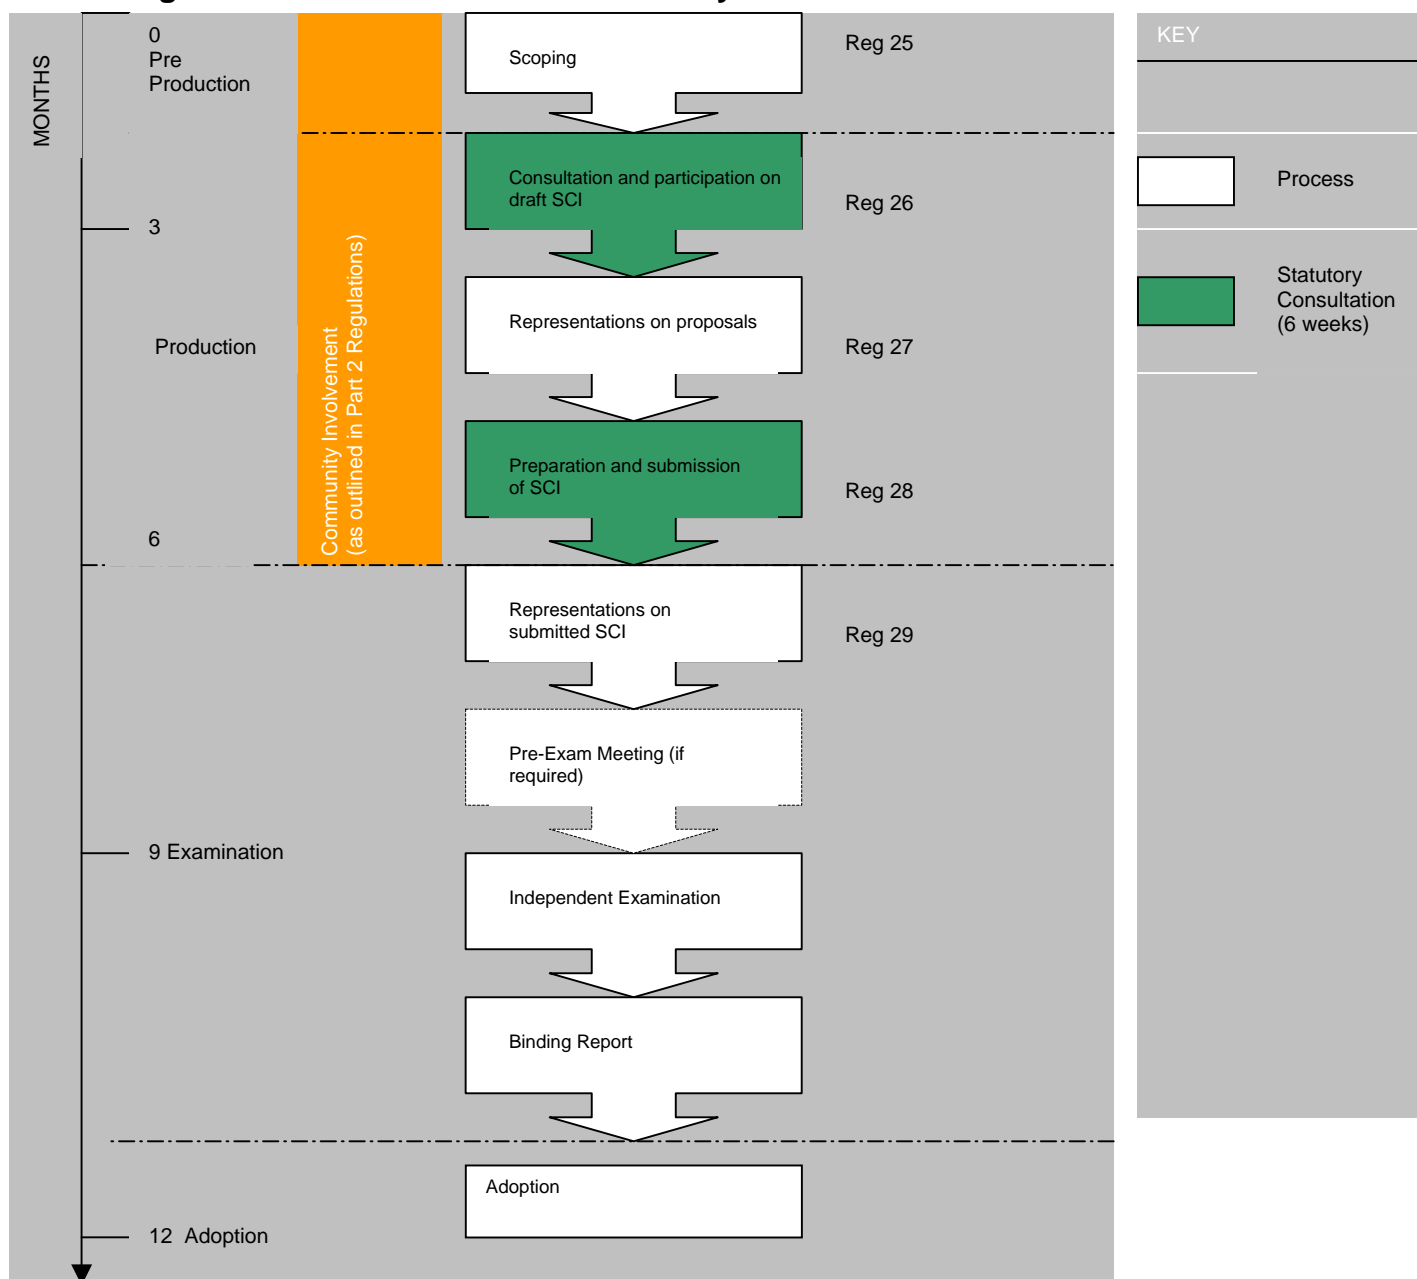 MONTHS
0
Pre
Production
Scoping
Reg 25
KEY
Consultation and participation on
draft SCI
Reg 26
Process
3
Community Involvement
(as outlined in Part 2 Regulations)
Statutory
Consultation
(6 weeks)
Representations on proposals
Production
Reg 27
Preparation and submission
of SCI
Reg 28
6
Representations on
submitted SCI
Reg 29
Pre-Exam Meeting (if
required)
9 Examination
Independent Examination
Binding Report
Adoption
12 Adoption